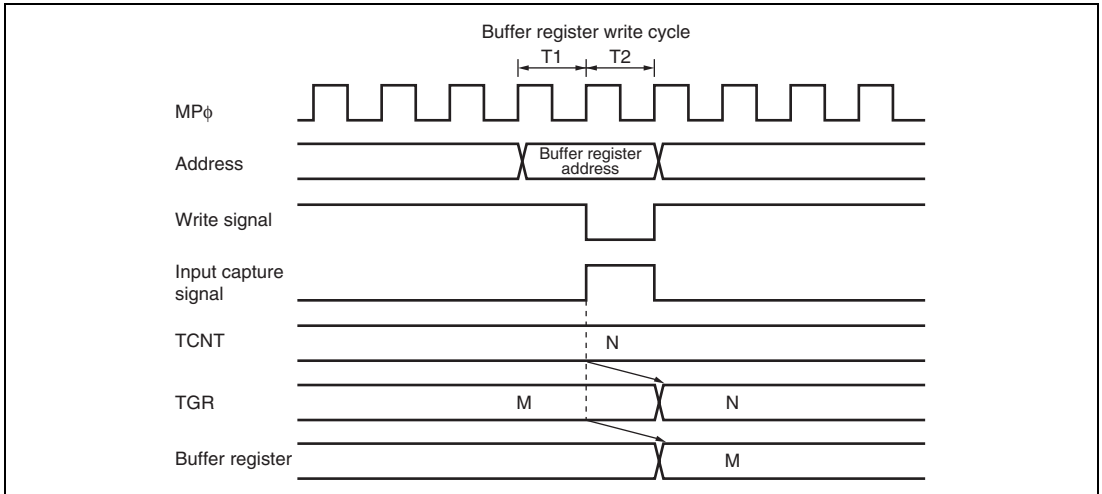 Buffer register write cycle
T1 T2
MPϕ
Address
Buffer register
address
Write signal
Input capture
signal
TCNT
N
TGR
M N
Buffer register
M